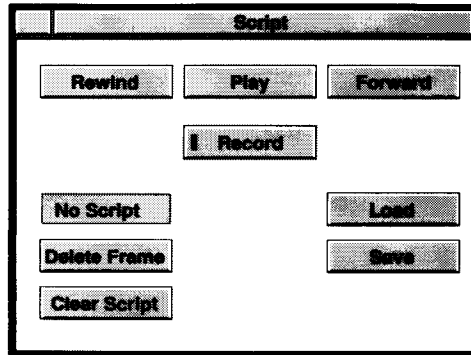 Script
Rewind Play Forward
Record
No Script Load
Delete Frame Save
Clear Script